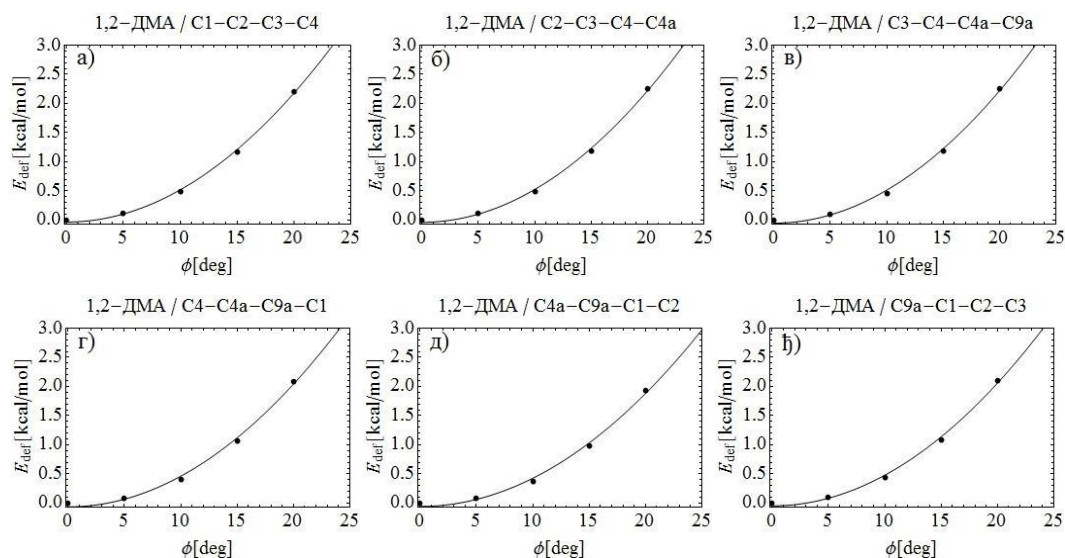 1,2−ДМА / C1−C2−C3−C4
а)
3.0
2.5
2.0
1.5
1.0
0.5
0.0
E_def [kcal/mol]
0 5 10 15 20 25
ϕ[deg]
1,2−ДМА / C2−C3−C4−C4a
б)
3.0
2.5
2.0
1.5
1.0
0.5
0.0
E_def [kcal/mol]
0 5 10 15 20 25
ϕ[deg]
1,2−ДМА / C3−C4−C4a−C9a
в)
3.0
2.5
2.0
1.5
1.0
0.5
0.0
E_def [kcal/mol]
0 5 10 15 20 25
ϕ[deg]
1,2−ДМА / C4−C4a−C9a−C1
г)
3.0
2.5
2.0
1.5
1.0
0.5
0.0
E_def [kcal/mol]
0 5 10 15 20 25
ϕ[deg]
1,2−ДМА / C4a−C9a−C1−C2
д)
3.0
2.5
2.0
1.5
1.0
0.5
0.0
E_def [kcal/mol]
0 5 10 15 20 25
ϕ[deg]
1,2−ДМА / C9a−C1−C2−C3
ђ)
3.0
2.5
2.0
1.5
1.0
0.5
0.0
E_def [kcal/mol]
0 5 10 15 20 25
ϕ[deg]